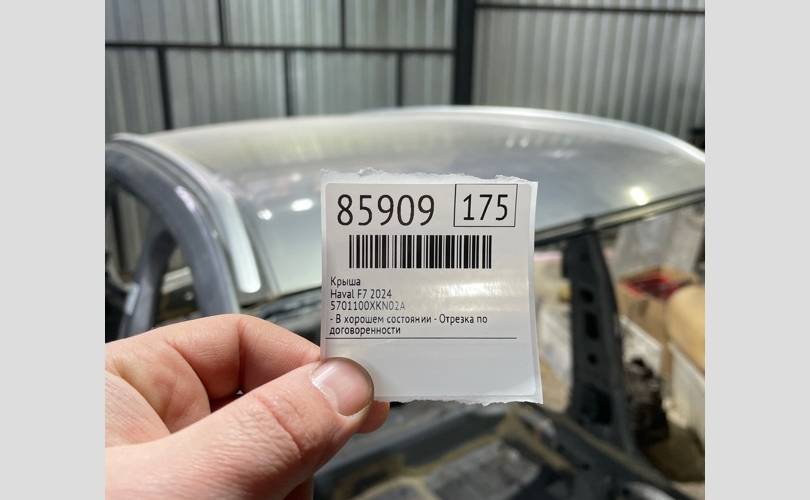 85909 175
Крыша
Haval F7 2024
5701100XKN02A
- В хорошем состоянии - Отрезка по
договоренности